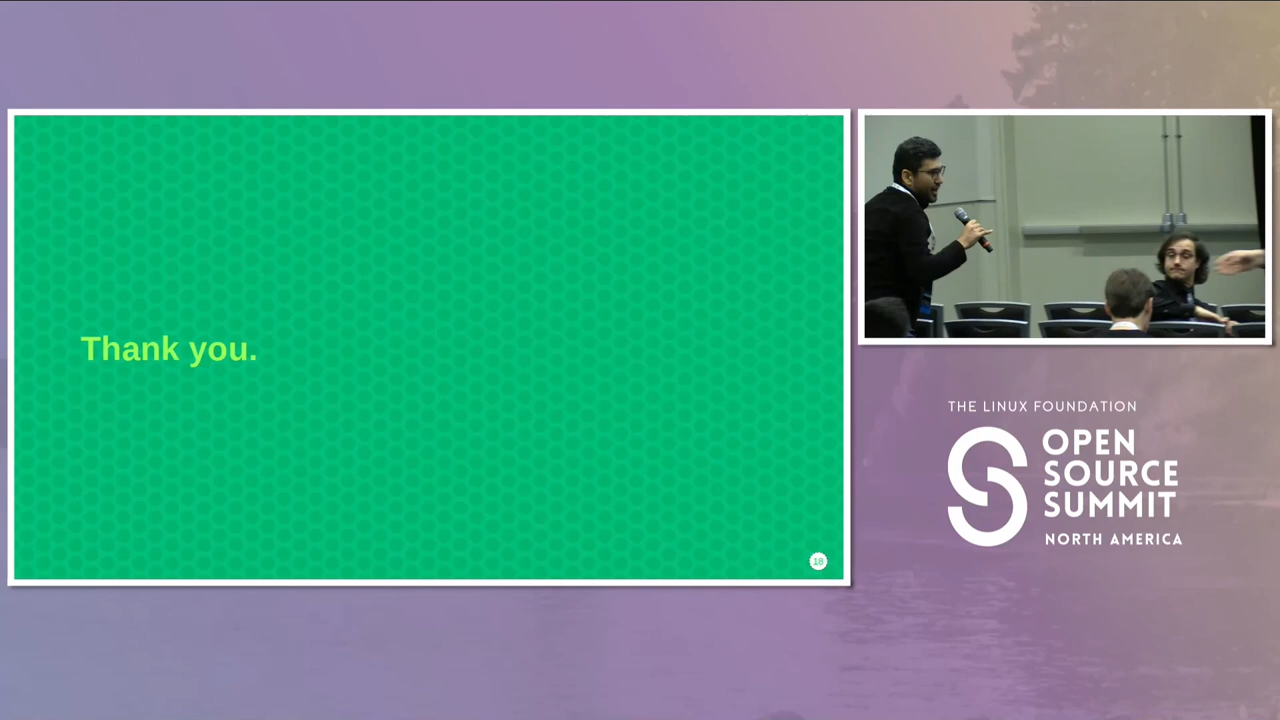 Thank you.
18
THE LINUX FOUNDATION
OPEN
SOURCE
SUMMIT
NORTH AMERICA